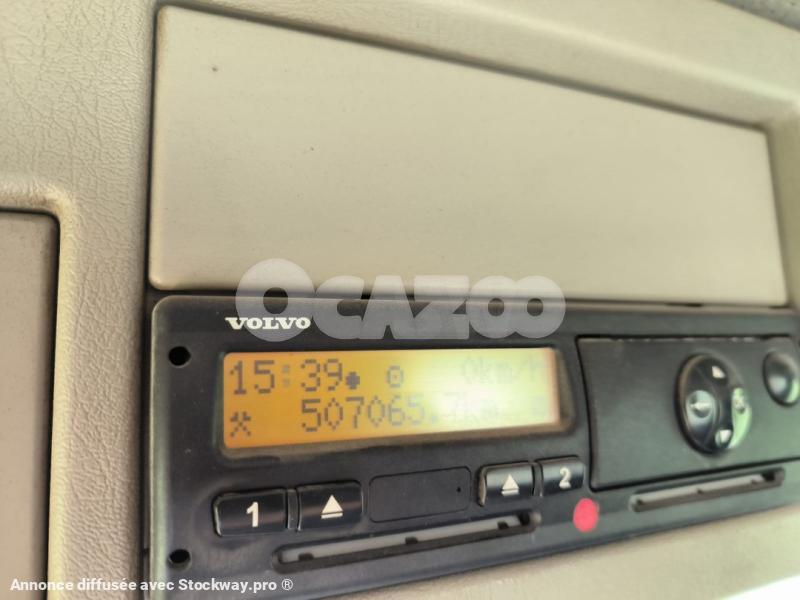 OCAZOO
VOLVO
15:39 0km/h
507065.7km
1 2
Annonce diffusée avec Stockway.pro ®